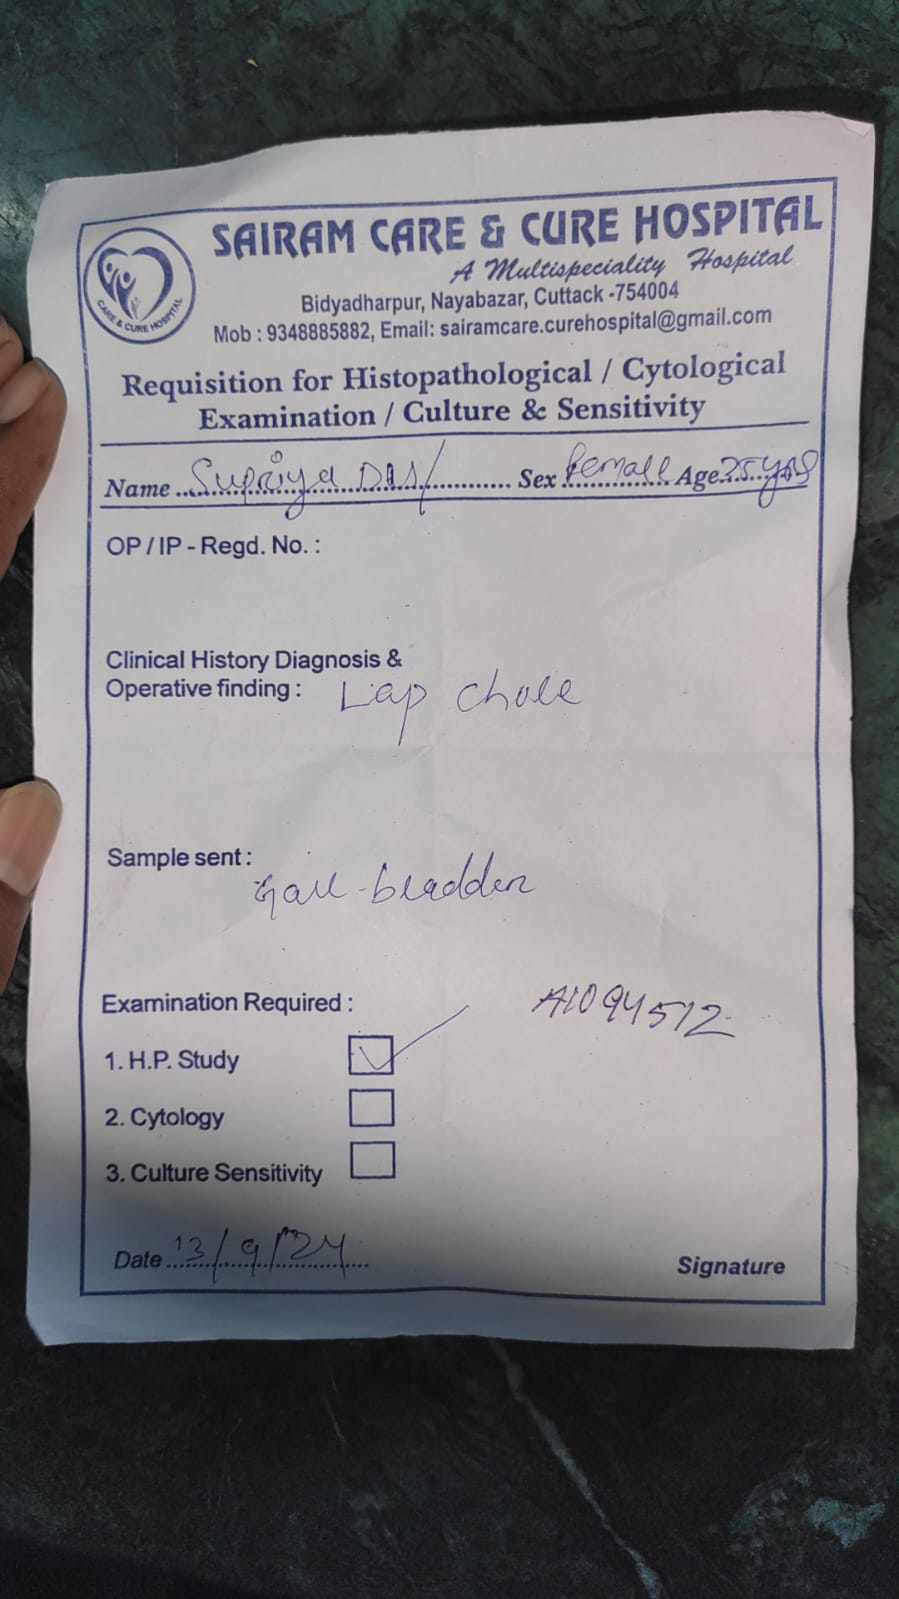 SAIRAM CARE & CURE HOSPITAL
A Multispeciality Hospital
Bidyadharpur, Nayabazar, Cuttack -754004
Mob : 9348885882, Email: sairamcare.curehospital@gmail.com
CARE & CURE HOSPITAL
Requisition for Histopathological / Cytological
Examination / Culture & Sensitivity
Name Supriya DAS/ Sex Female Age 25 yrs
OP / IP - Regd. No. :
Clinical History Diagnosis &
Operative finding : Lap chole
Sample sent :
Gall-bladder
Examination Required : A1094572
1. H.P. Study ✓
2. Cytology
3. Culture Sensitivity
Date 13/9/24 Signature